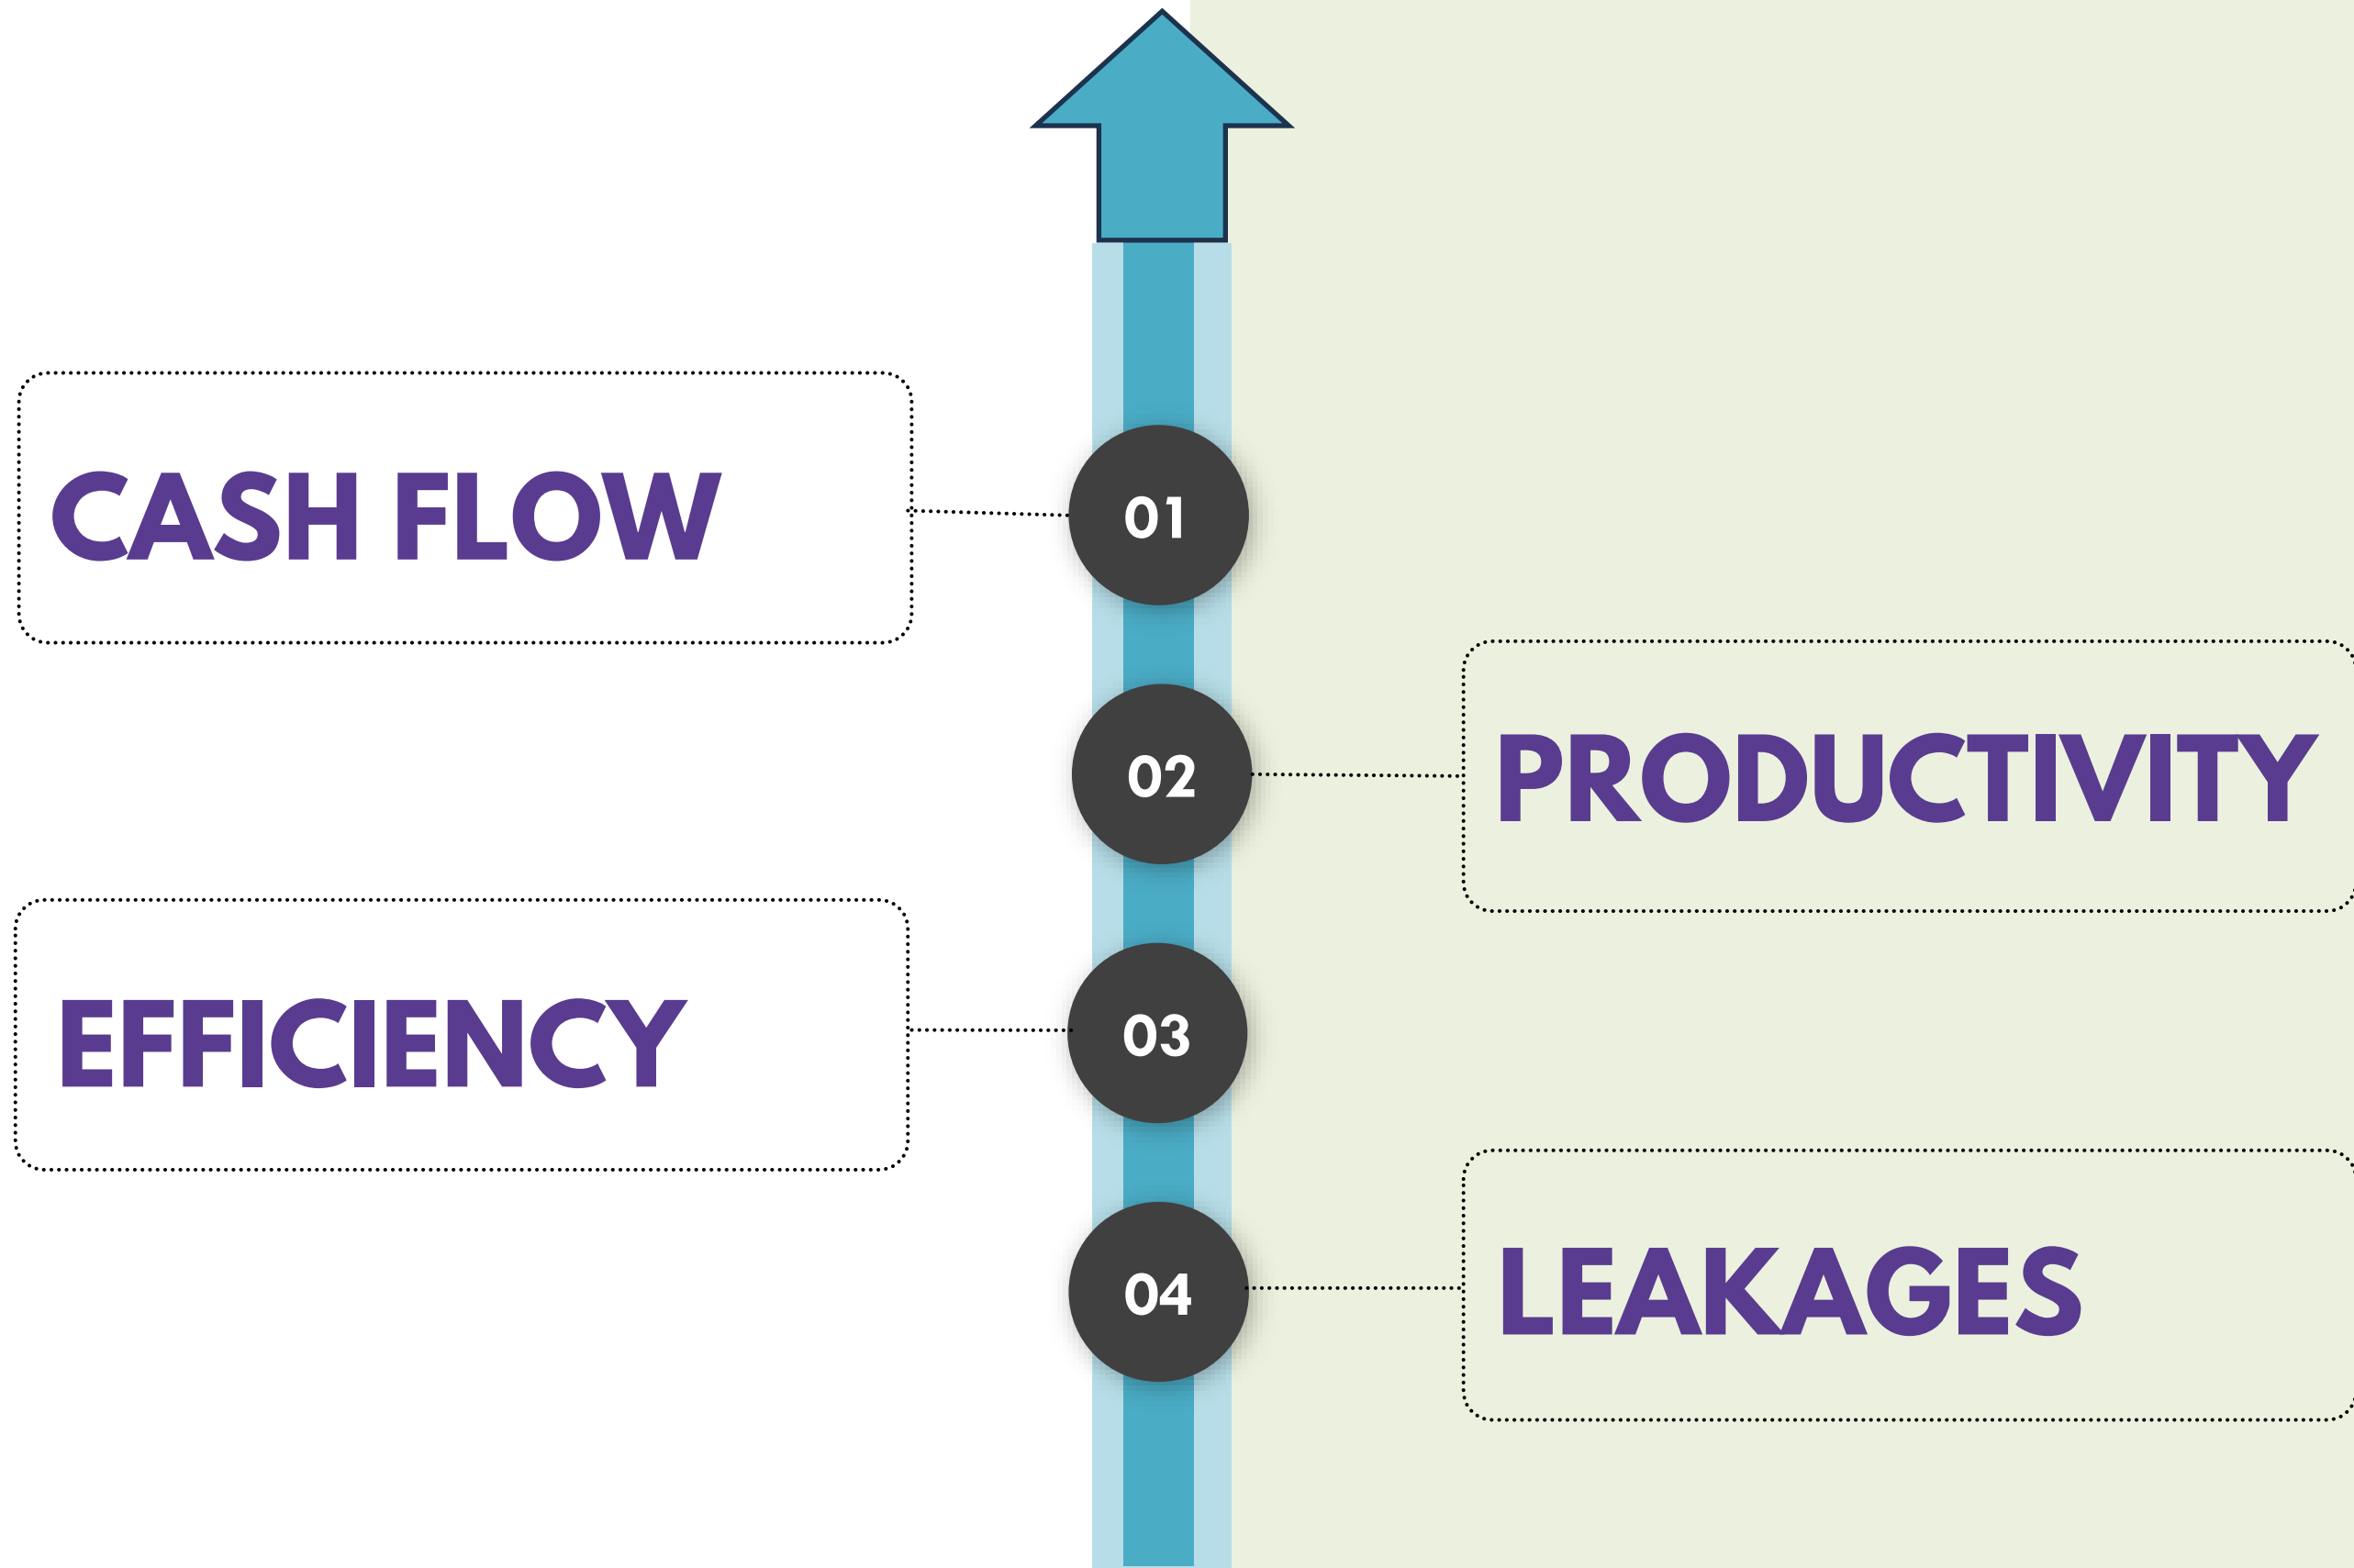 CASH FLOW
01
02
PRODUCTIVITY
EFFICIENCY
03
04
LEAKAGES